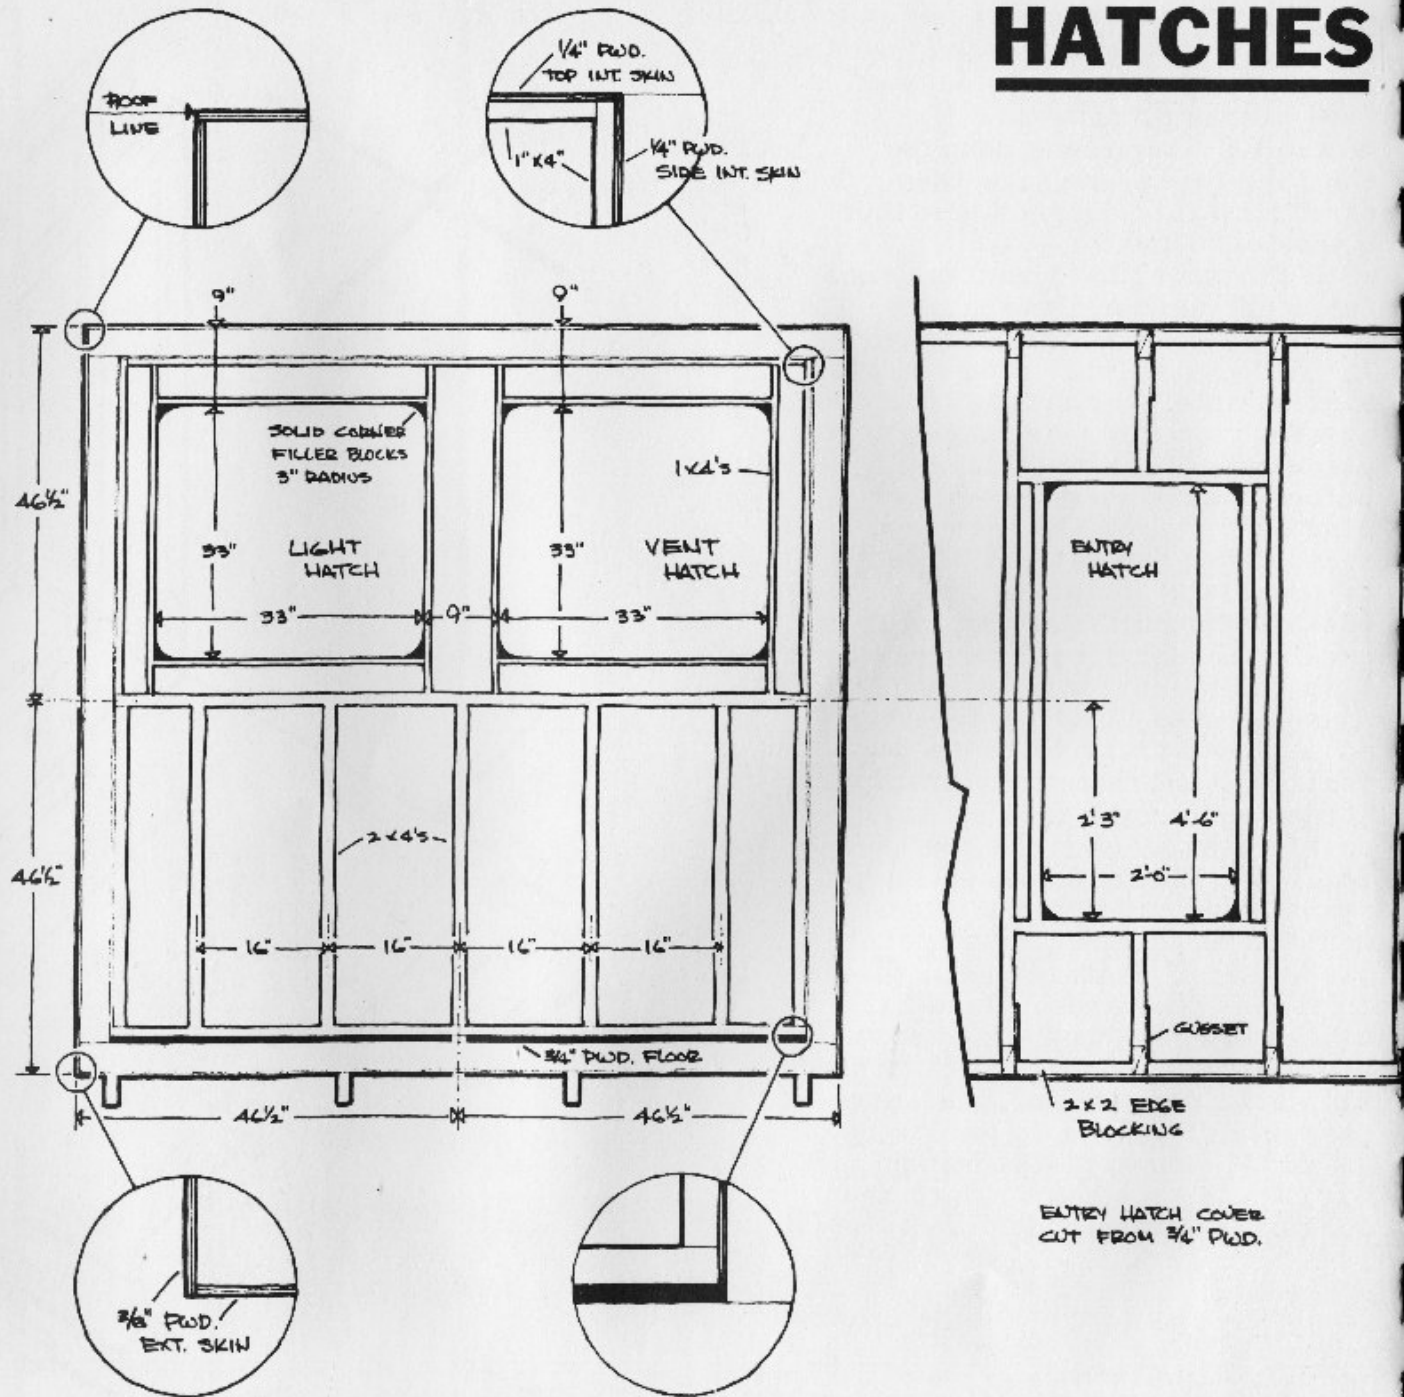 HATCHES
ROOF
LINE
1/4" PWD.
TOP INT. SKIN
1"x4"
1/4" PWD.
SIDE INT. SKIN
9"
9"
SOLID CORNER
FILLER BLOCKS
3" RADIUS
1x4's
46½"
33"
LIGHT
HATCH
33"
VENT
HATCH
33"
9"
33"
ENTRY
HATCH
2x4's
46½"
2'3"
4'-6"
2'-0"
16"
16"
16"
16"
3/4" PWD. FLOOR
GUSSET
46½"
46½"
2x2 EDGE
BLOCKING
ENTRY HATCH COVER
CUT FROM 3/4" PWD.
3/8" PWD.
EXT. SKIN